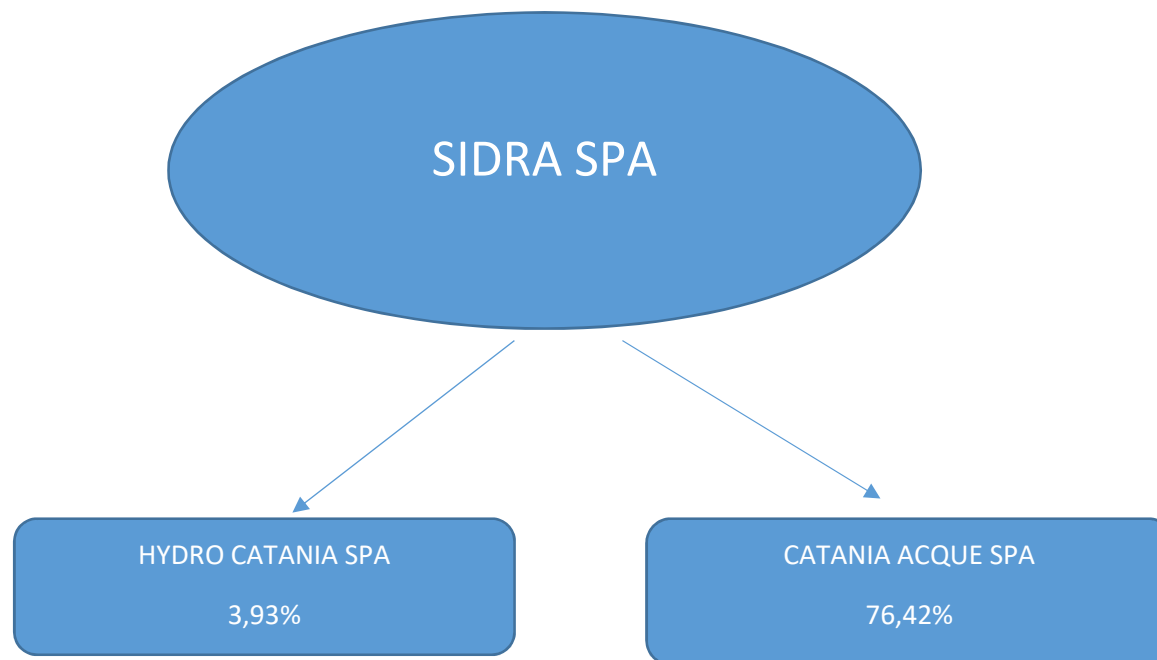 SIDRA SPA
HYDRO CATANIA SPA
3,93%
CATANIA ACQUE SPA
76,42%